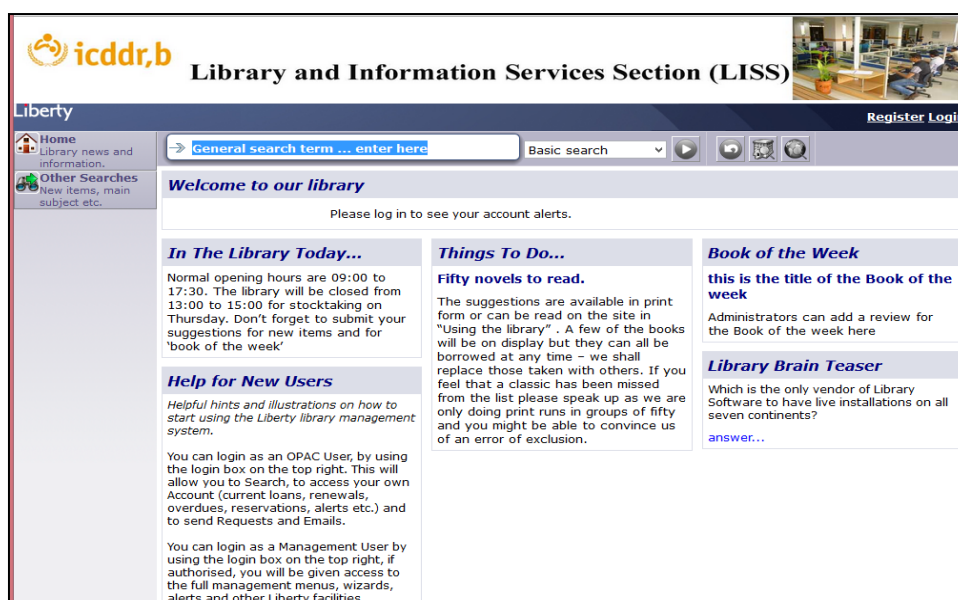 icddr,b
Library and Information Services Section (LISS)
Liberty
Register Login
Home
Library news and
information.
Other Searches
New items, main
subject etc.
General search term ... enter here
Basic search
Welcome to our library
Please log in to see your account alerts.
In The Library Today...
Normal opening hours are 09:00 to
17:30. The library will be closed from
13:00 to 15:00 for stocktaking on
Thursday. Don’t forget to submit your
suggestions for new items and for
‘book of the week’
Help for New Users
Helpful hints and illustrations on how to
start using the Liberty library management
system.
You can login as an OPAC User, by using
the login box on the top right. This will
allow you to Search, to access your own
Account (current loans, renewals,
overdues, reservations, alerts etc.) and
to send Requests and Emails.
You can login as a Management User by
using the login box on the top right, if
authorised, you will be given access to
the full management menus, wizards,
alerts and other Liberty facilities
Things To Do...
Fifty novels to read.
The suggestions are available in print
form or can be read on the site in
"Using the library" . A few of the books
will be on display but they can all be
borrowed at any time – we shall
replace those taken with others. If you
feel that a classic has been missed
from the list please speak up as we are
only doing print runs in groups of fifty
and you might be able to convince us
of an error of exclusion.
Book of the Week
this is the title of the Book of the
week
Administrators can add a review for
the Book of the week here
Library Brain Teaser
Which is the only vendor of Library
Software to have live installations on all
seven continents?
answer...